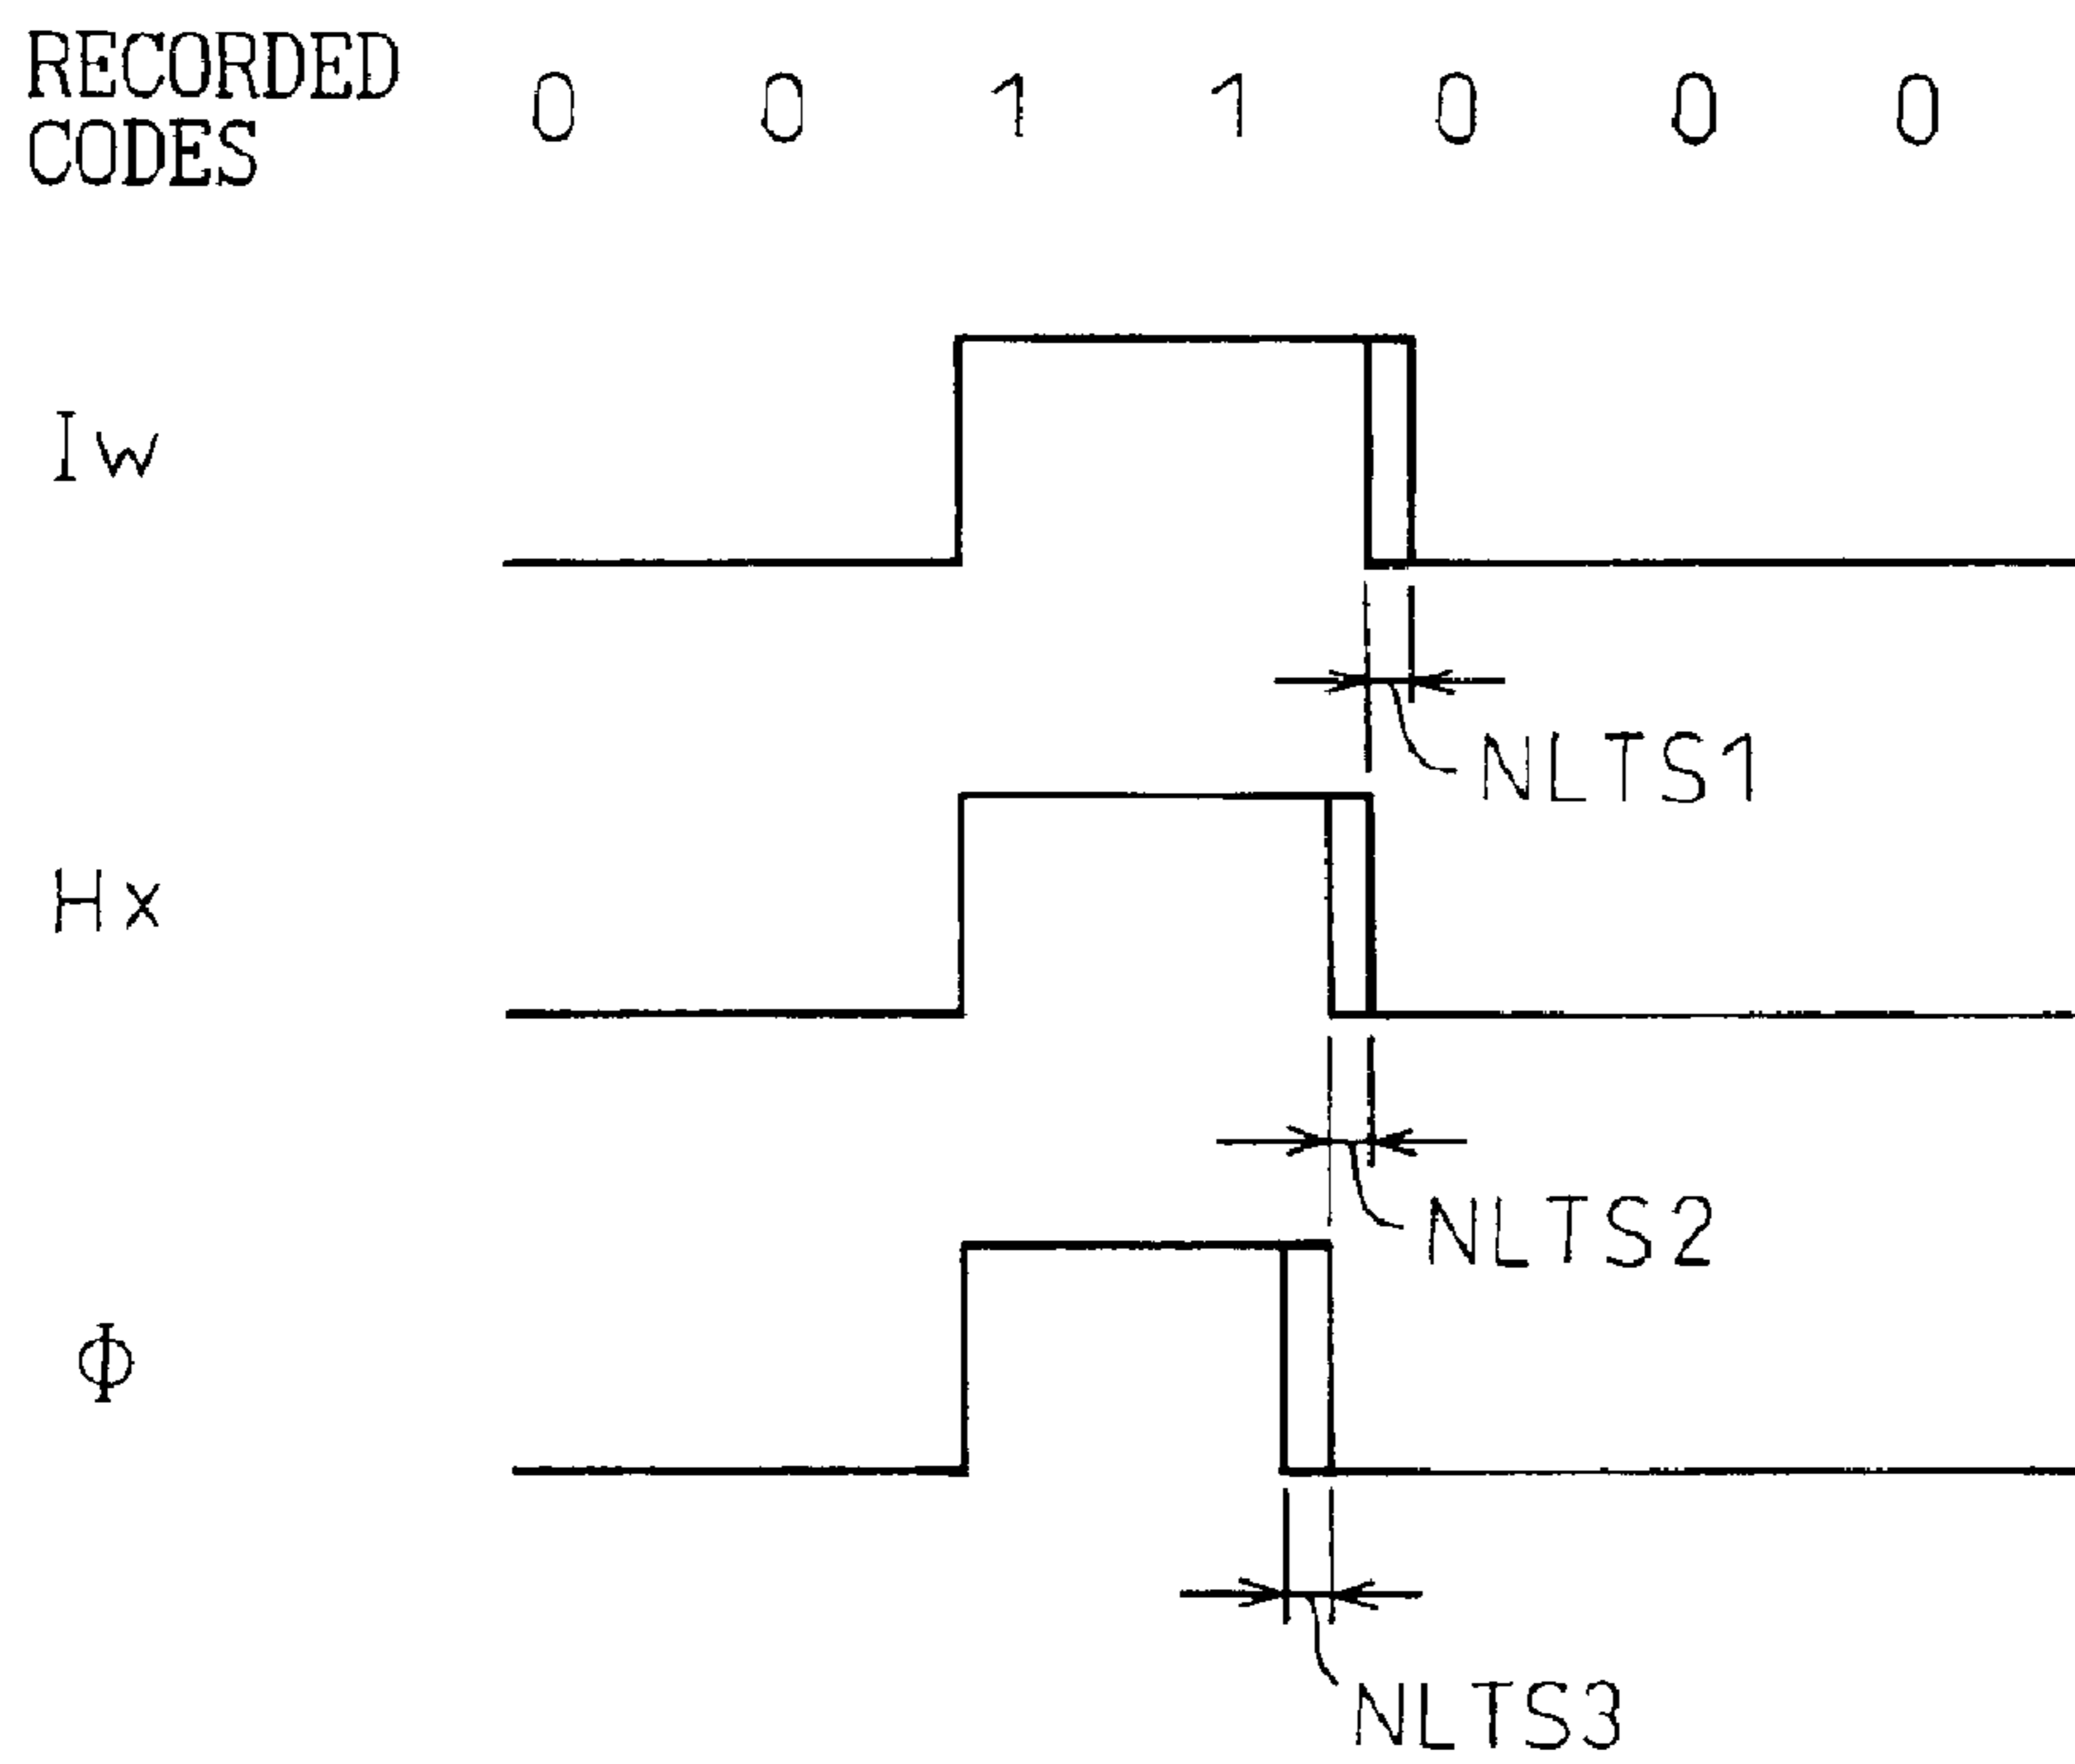 RECORDED
CODES
0 0 1 1 0 0 0
Iw
NLTS1
Hx
NLTS2
Φ
NLTS3